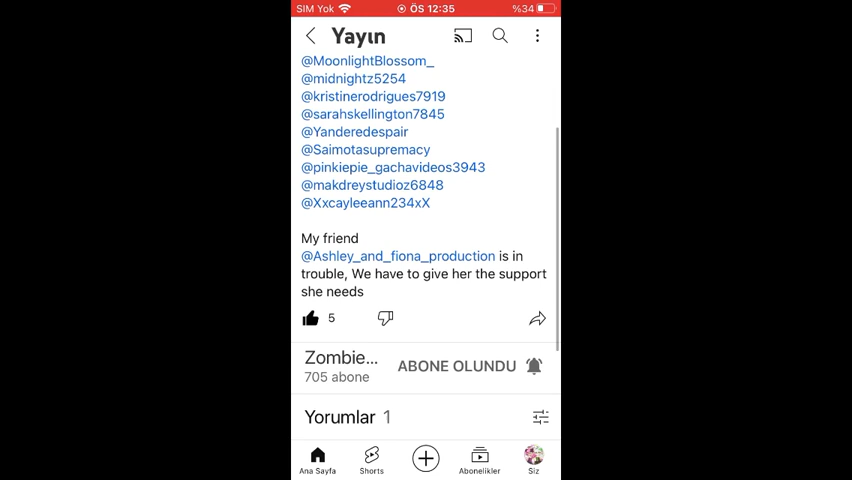 SIM Yok ÖS 12:35 %34
Yayın
@MoonlightBlossom_
@midnightz5254
@kristinerodrigues7919
@sarahskellington7845
@Yanderedespair
@Saimotasupremacy
@pinkiepie_gachavideos3943
@makdreystudioz6848
@Xxcayleeann234xX
My friend
@Ashley_and_fiona_production is in
trouble, We have to give her the support
she needs
5
Zombie... ABONE OLUNDU
705 abone
Yorumlar 1
Ana Sayfa Shorts Abonelikler Siz